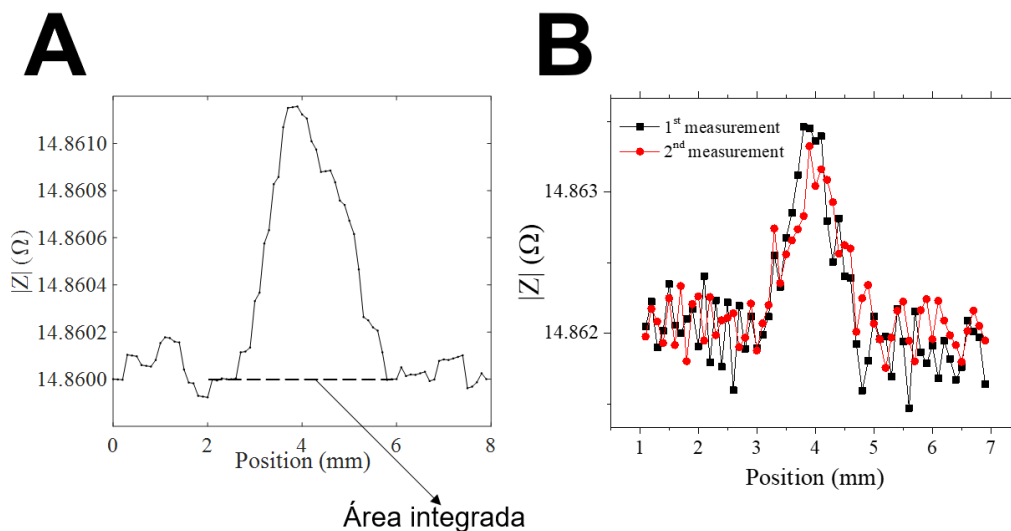 A
|Z| (Ω)
14.8610
14.8608
14.8606
14.8604
14.8602
14.8600
0 2 4 6 8
Position (mm)
Área integrada
B
1st measurement
2nd measurement
|Z| (Ω)
14.863
14.862
1 2 3 4 5 6 7
Position (mm)